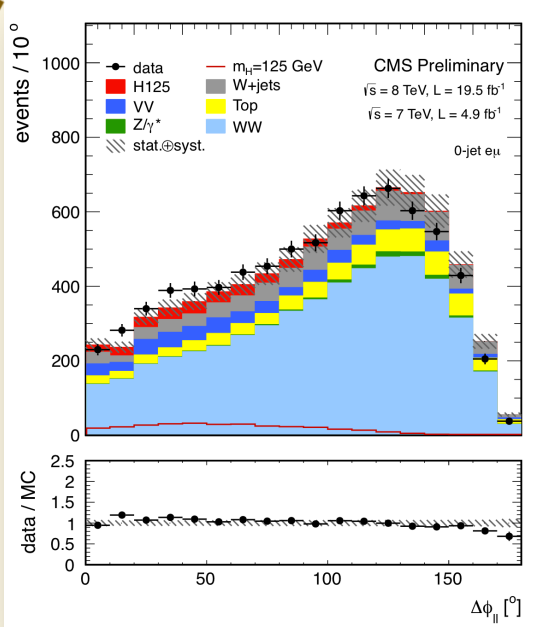 events / 10 °
1000
800
600
400
200
0
data
H125
VV
Z/γ*
stat.⊕syst.
m_H=125 GeV
W+jets
Top
WW
CMS Preliminary
√s = 8 TeV, L = 19.5 fb⁻¹
√s = 7 TeV, L = 4.9 fb⁻¹
0-jet eμ
data / MC
2.5
2
1.5
1
0.5
0
0 50 100 150
Δϕ_ll [°]